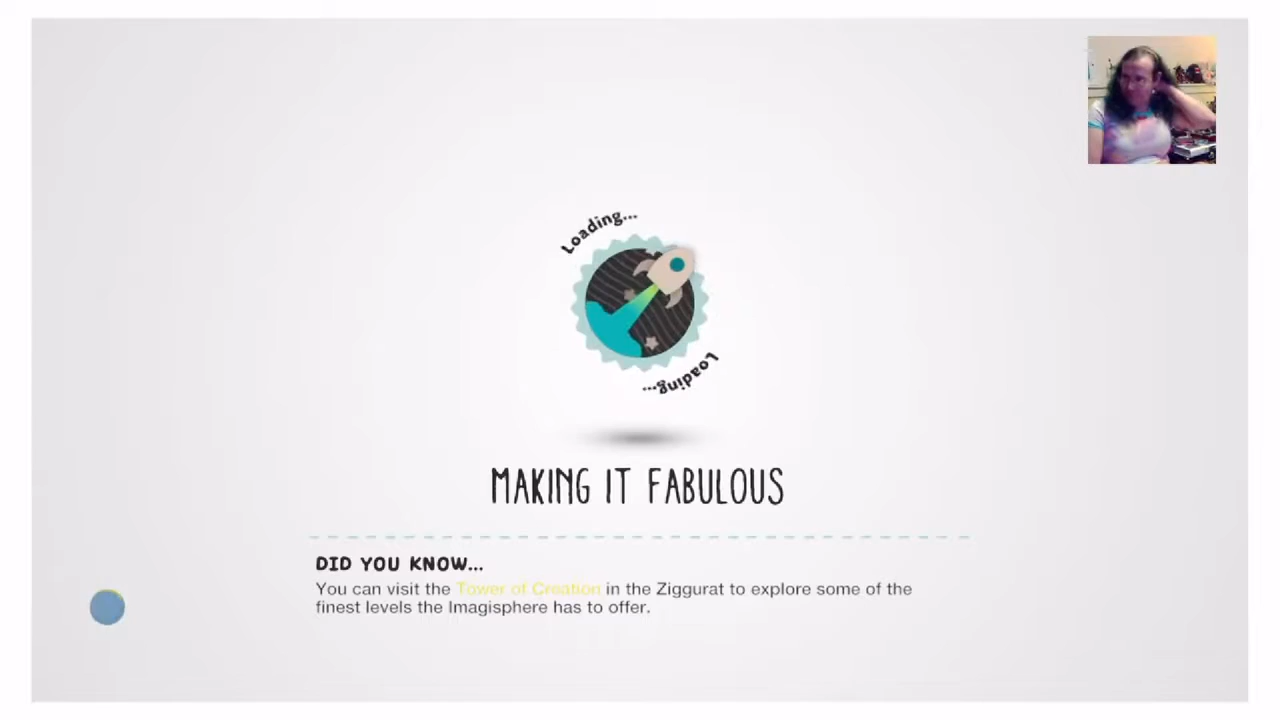 Loading...
Loading...
MAKING IT FABULOUS
DID YOU KNOW...
You can visit the Tower of Creation in the Ziggurat to explore some of the
finest levels the Imagisphere has to offer.